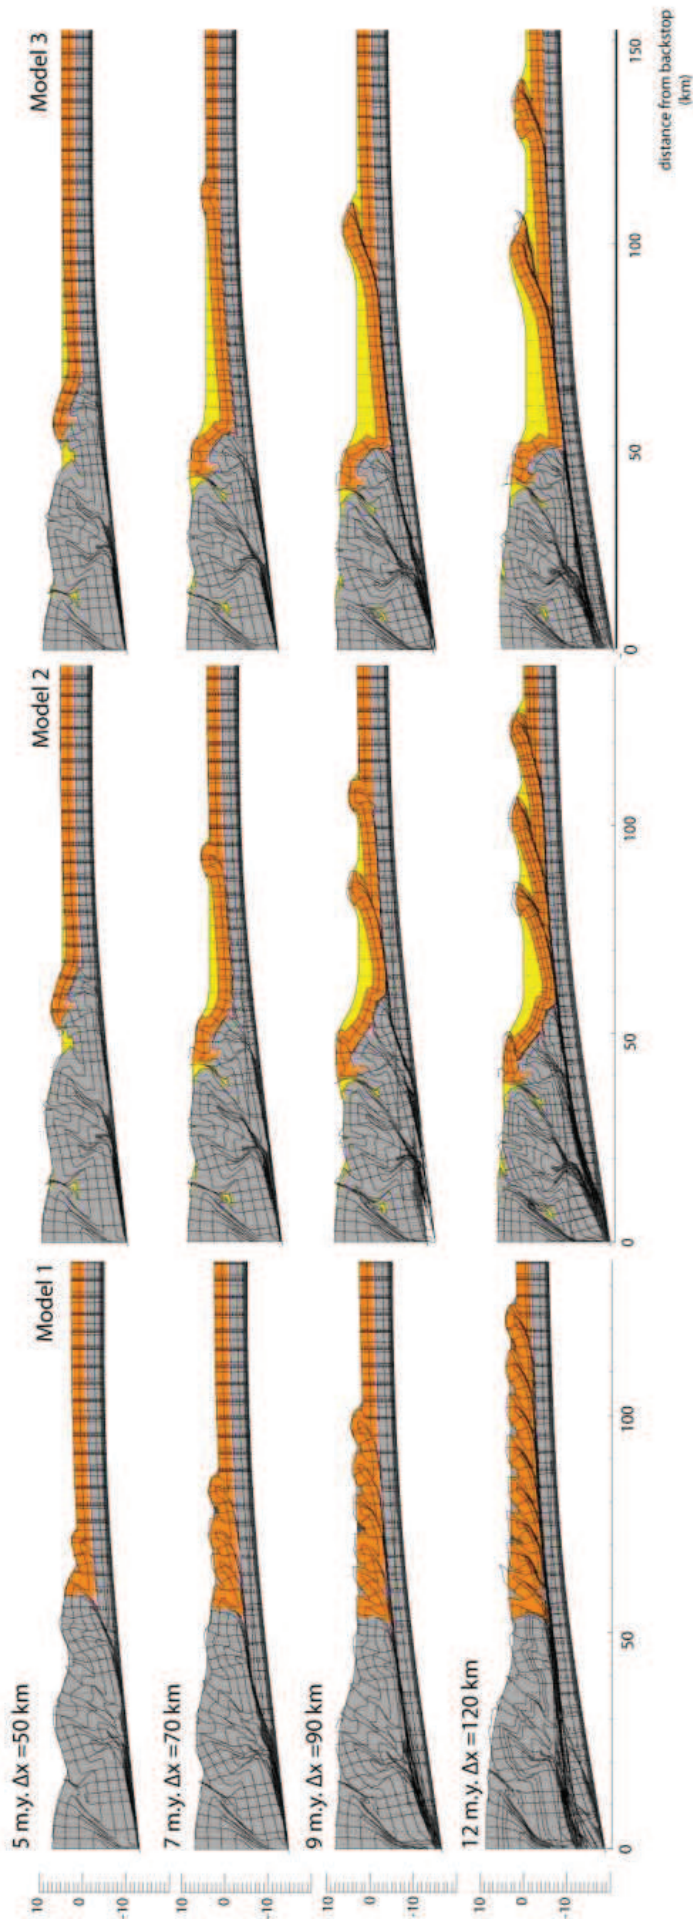 Model 1
Model 2
Model 3
5 m.y. Δx =50 km
10
0
-10
7 m.y. Δx =70 km
10
0
-10
9 m.y. Δx =90 km
10
0
-10
12 m.y. Δx =120 km
10
0
-10
0
50
100
0
50
100
0
50
100
150
distance from backstop
(km)